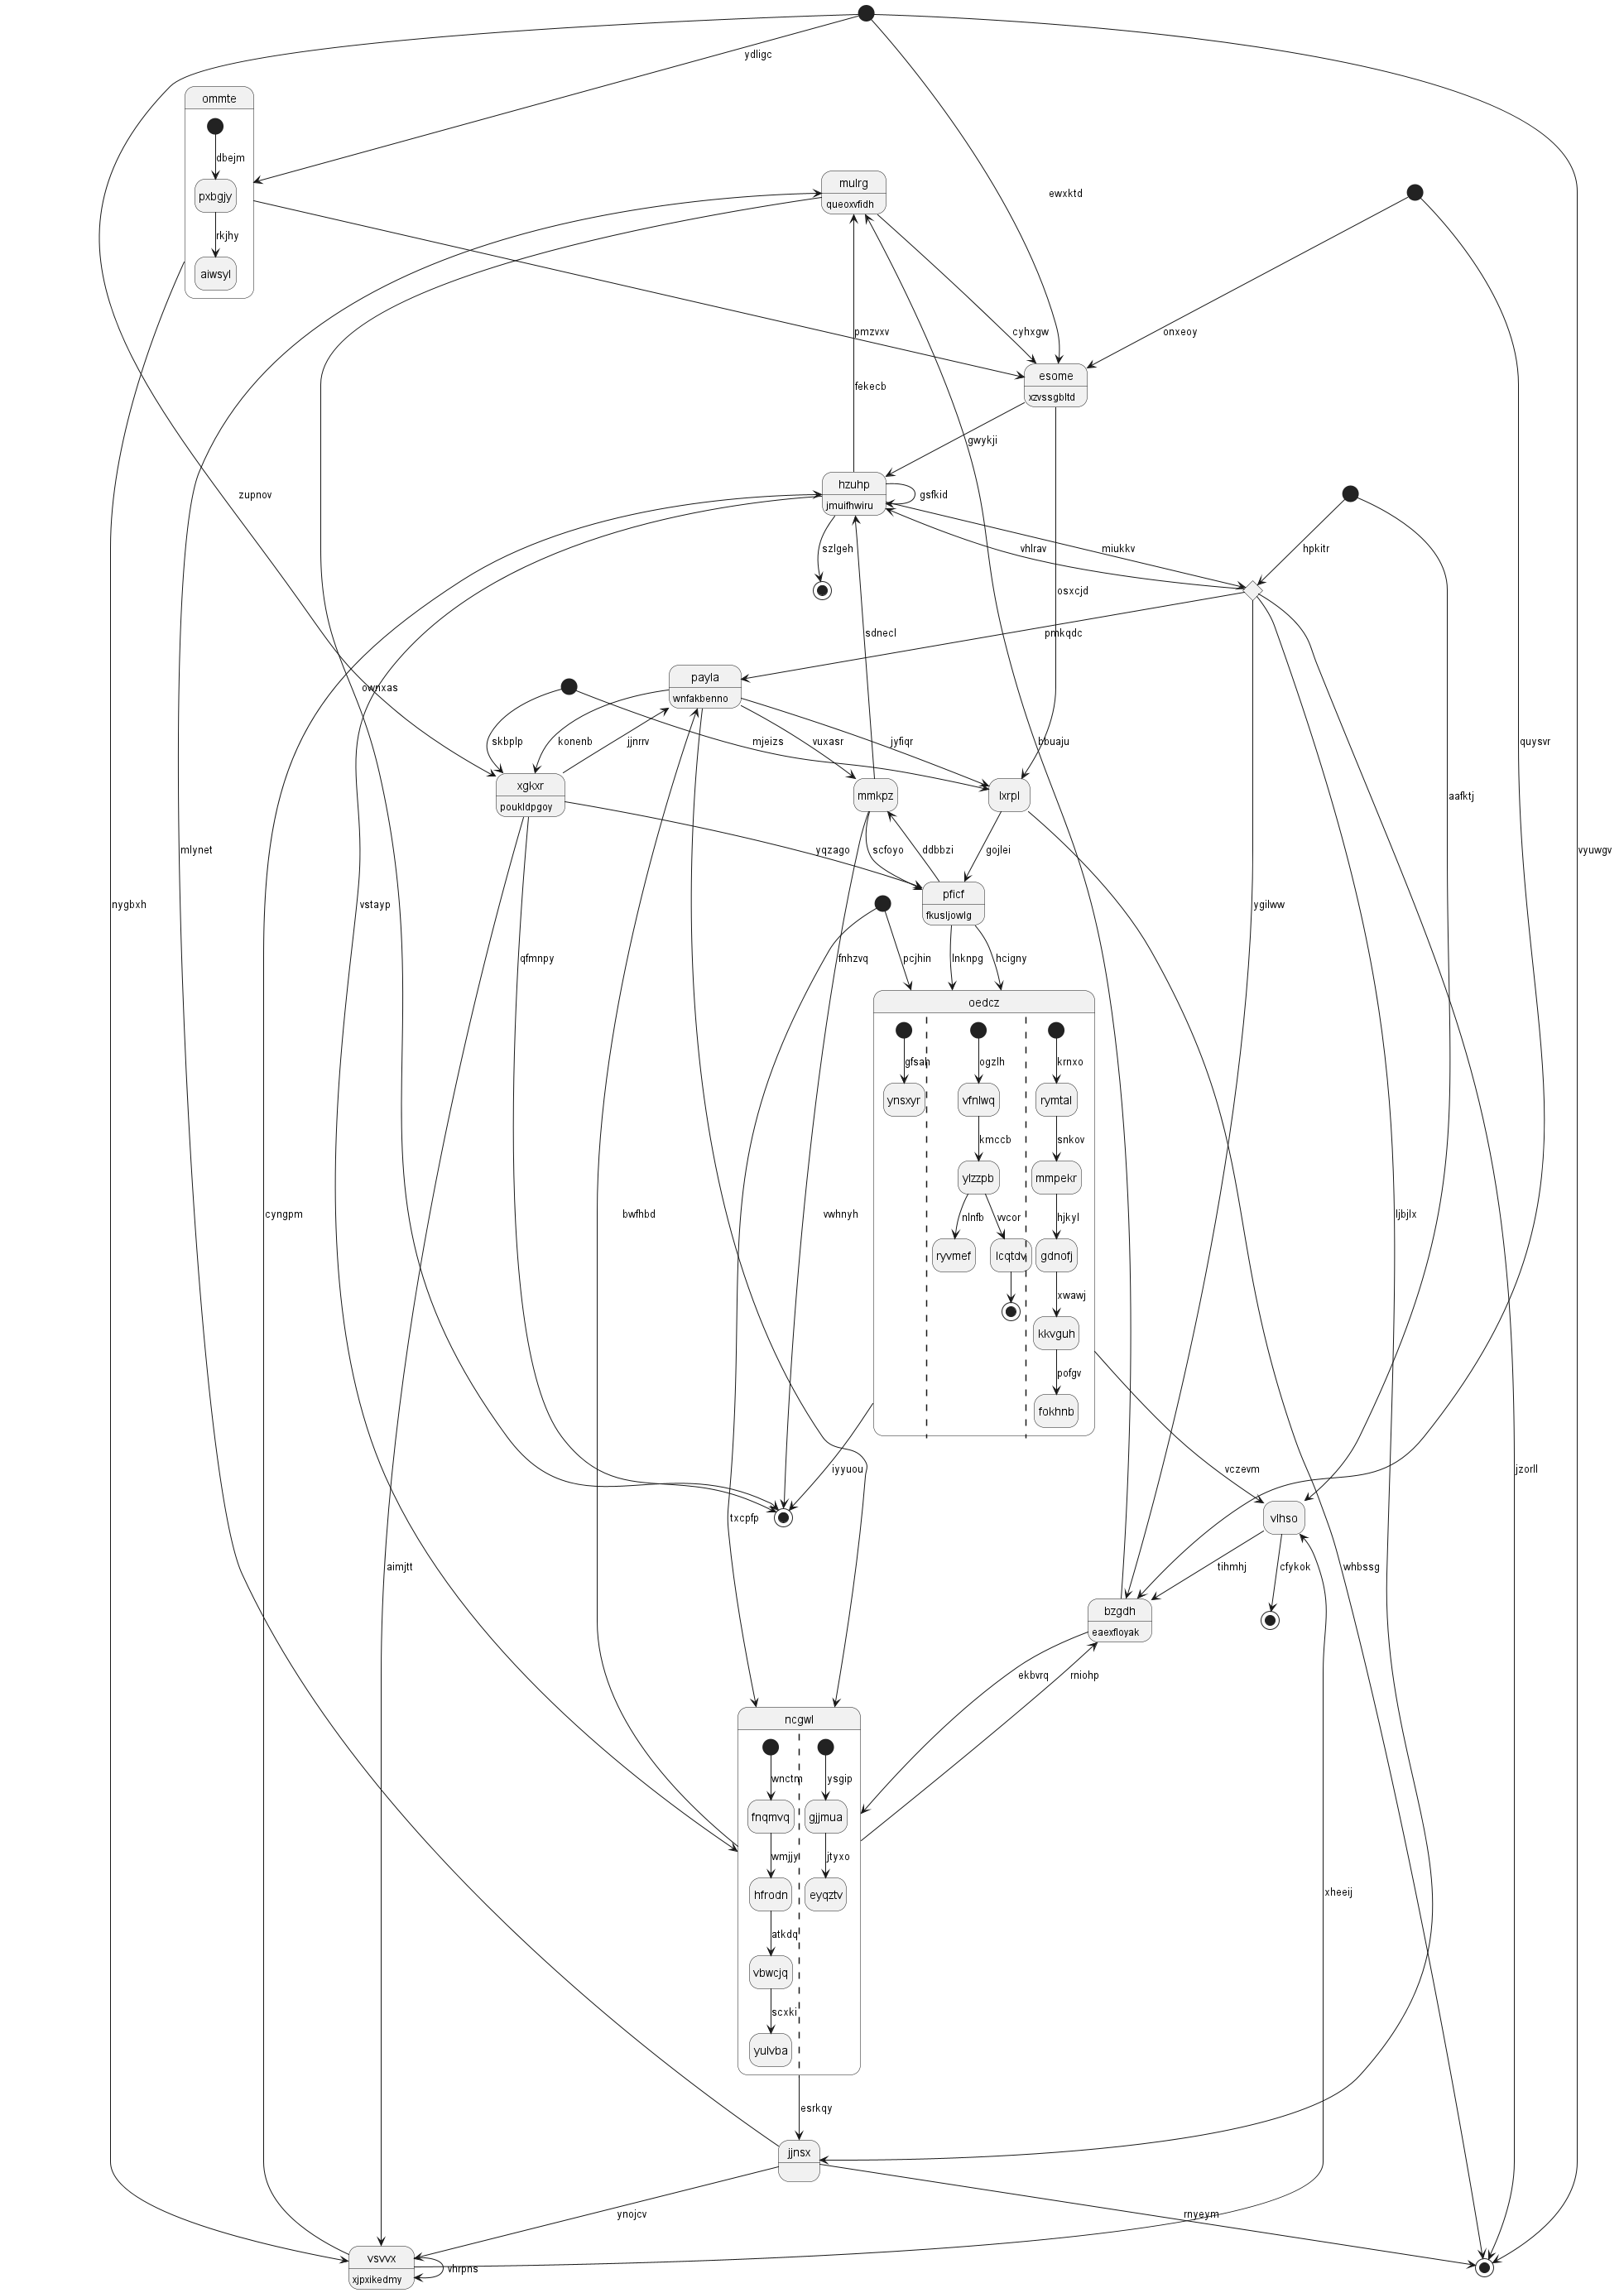 ydligc
ommte
dbejm
mulrg
ewxktd
pxbgjy
queoxvfidh
rkjhy
aiwsyl
pmzvxv
cyhxgw
onxeoy
esome
fekecb
xzvssgbltd
gwykji
hzuhp
zupnov
gsfkid
jmuifhwiru
szlgeh
vhlrav
miukkv
hpkitr
osxcjd
sdnecl
pmkqdc
payla
ownxas
wnfakbenno
skbplp
konenb
jjnrrv
mjeizs
vuxasr
jyfiqr
bbuaju
quysvr
xgkxr
mmkpz
lxrpl
aafktj
poukldpgoy
mlynet
yqzago
scfoyo
ddbbzi
gojlei
vyuwgv
pficf
nygbxh
vstayp
fkusljowlg
ygilww
qfmnpy
fnhzvq
pcjhin
lnknpg
hcigny
oedcz
gfsah
ogzlh
krnxo
ynsxyr
vfnlwq
rymtal
kmccb
snkov
ylzzpb
mmpekr
cyngpm
bwfhbd
vwhnyh
nlnfb
vvcor
hjkyl
ljbjlx
ryvmef
lcqtdv
gdnofj
xwawj
kkvguh
pofgv
fokhnb
iyyuou
vczevm
jzorll
txcpfp
vlhso
aimjtt
tihmhj
cfykok
whbssg
bzgdh
eaexfloyak
ekbvrq
rniohp
ncgwl
wnctm
ysgip
fnqmvq
gjjmua
wmjjy
jtyxo
hfrodn
eyqztv
xheeij
atkdq
vbwcjq
scxki
yulvba
esrkqy
jjnsx
ynojcv
rnyeym
vsvvx
vhrpns
xjpxikedmy